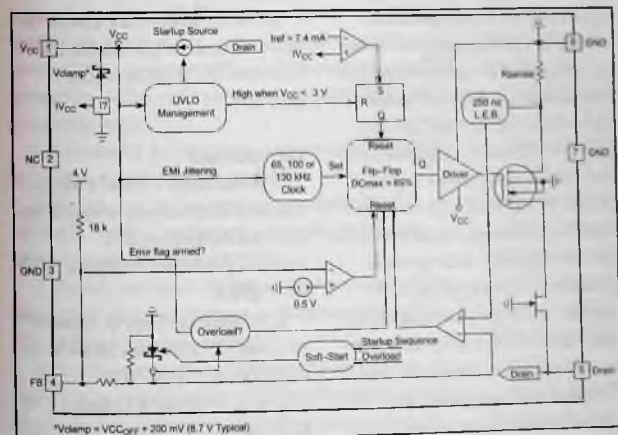 Startup Source
VCC
VCC 1
Drain
Iref = 7.4 mA
IVCC
8 GND
Vclamp*
Rsense
IVCC
I?
UVLO
Management
High when VCC < 3 V
S
R
Q
250 ns
L.E.B.
NC 2
7 GND
4 V
EMI Jittering
65, 100 or
130 kHz
Clock
Set
Reset
Flip-Flop
DCmax = 65%
Reset
Q
Driver
VCC
18 k
Error flag armed?
GND 3
0.5 V
Overload?
Soft-Start
Startup Sequence
Overload
FB 4
Drain
5 Drain
*Vclamp = VCCOFF + 200 mV (8.7 V Typical)